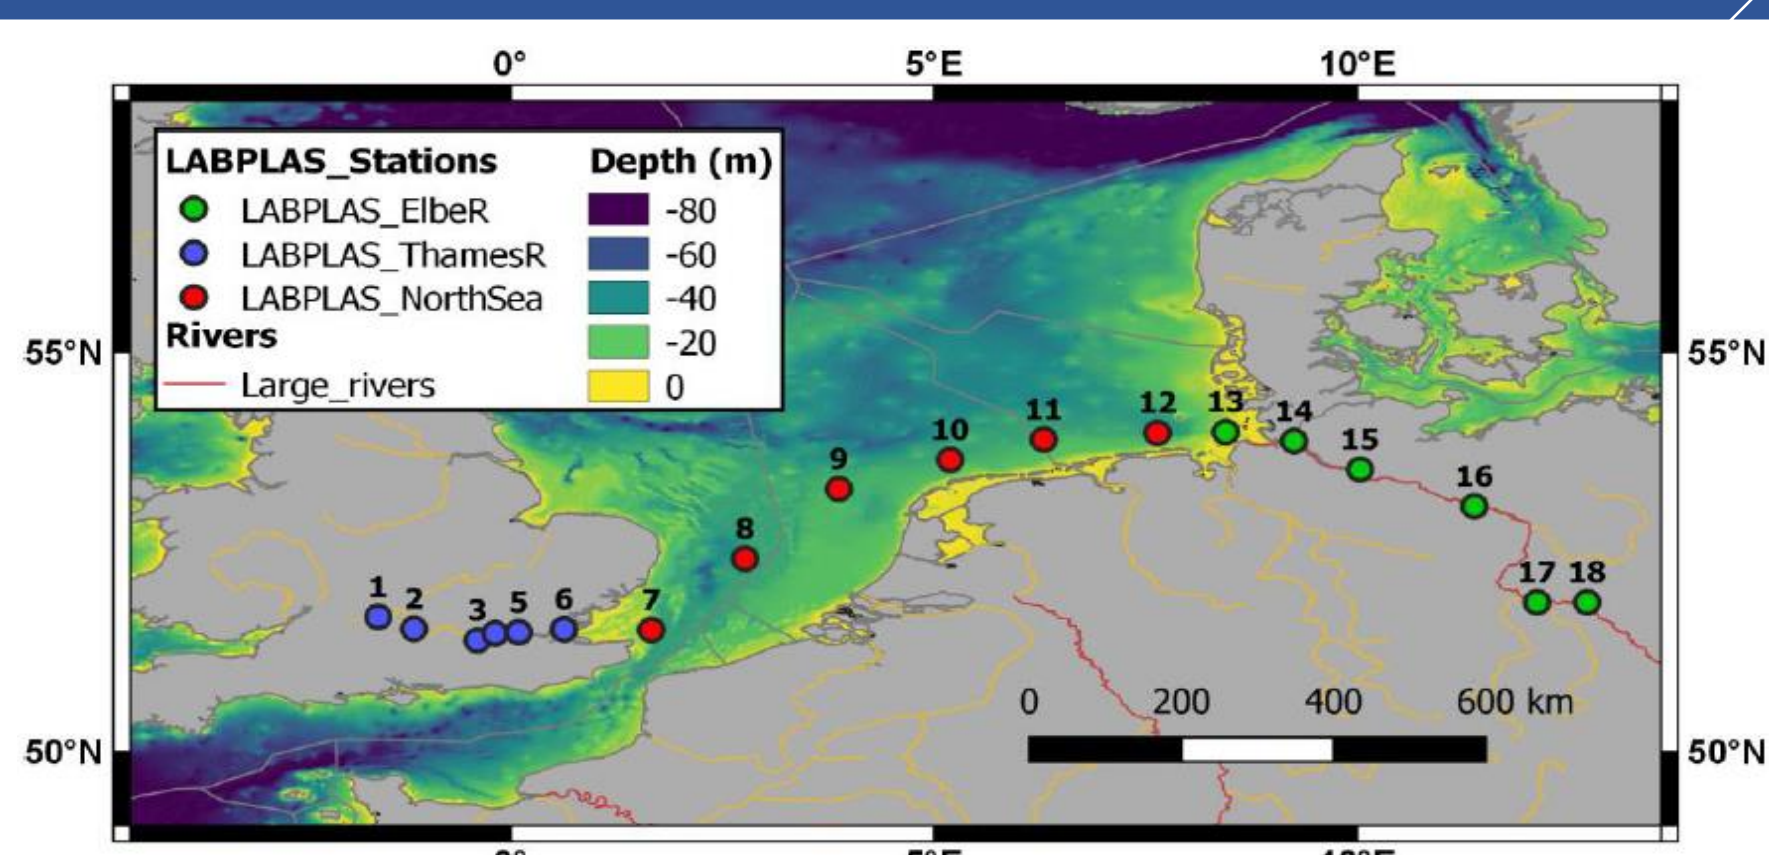 0° 5°E 10°E
LABPLAS_Stations Depth (m)
LABPLAS_ElbeR -80
LABPLAS_ThamesR -60
LABPLAS_NorthSea -40
Rivers -20
Large_rivers 0
55°N 55°N
13
12
11 14
10 15
9 16
8
17 18
1 2 3 5 6 7
0 200 400 600 km
50°N 50°N